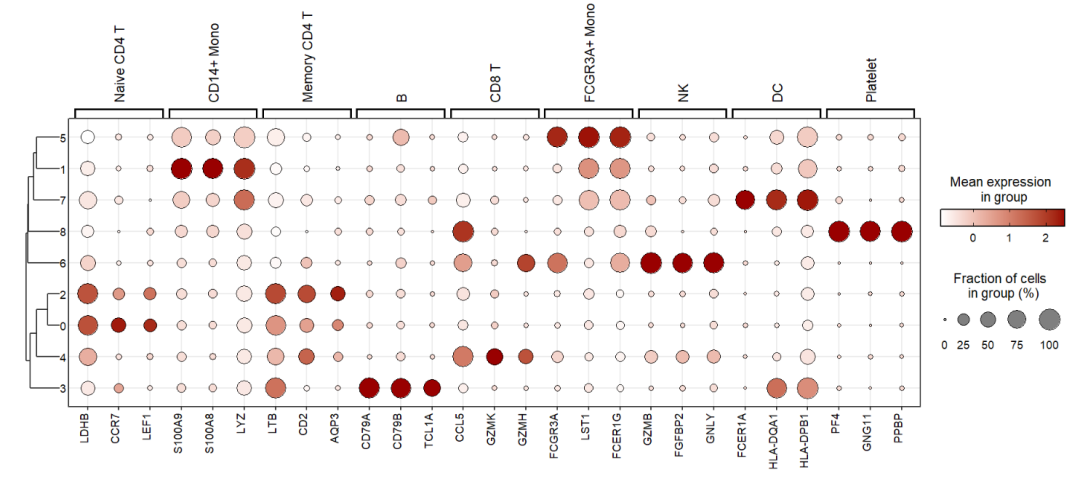 Naive CD4 T
CD14+ Mono
Memory CD4 T
B
CD8 T
FCGR3A+ Mono
NK
DC
Platelet
5
1
7
8
6
2
0
4
3
LDHB
CCR7
LEF1
S100A9
S100A8
LYZ
LTB
CD2
AQP3
CD79A
CD79B
TCL1A
CCL5
GZMK
GZMH
FCGR3A
LST1
FCER1G
GZMB
FGFBP2
GNLY
FCER1A
HLA-DQA1
HLA-DPB1
PF4
GNG11
PPBP
Mean expression
in group
0 1 2
Fraction of cells
in group (%)
0 25 50 75 100